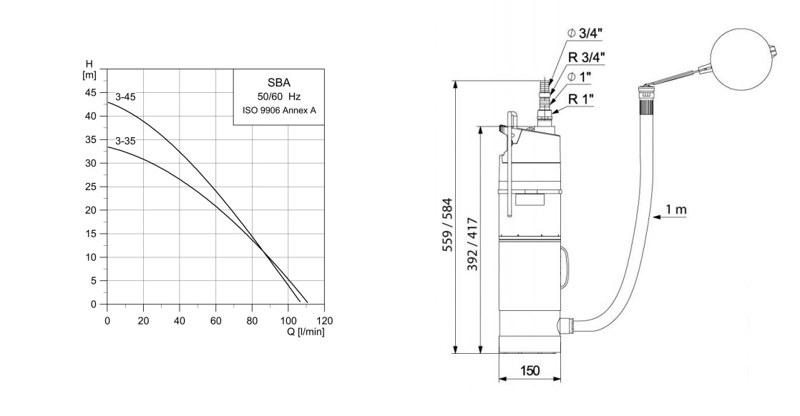 H
[m]
45
40
35
30
25
20
15
10
5
0
3-45
3-35
SBA
50/60 Hz
ISO 9906 Annex A
0 20 40 60 80 100 120
Q [l/min]
∅ 3/4"
R 3/4"
∅ 1"
R 1"
559 / 584
392 / 417
1 m
150